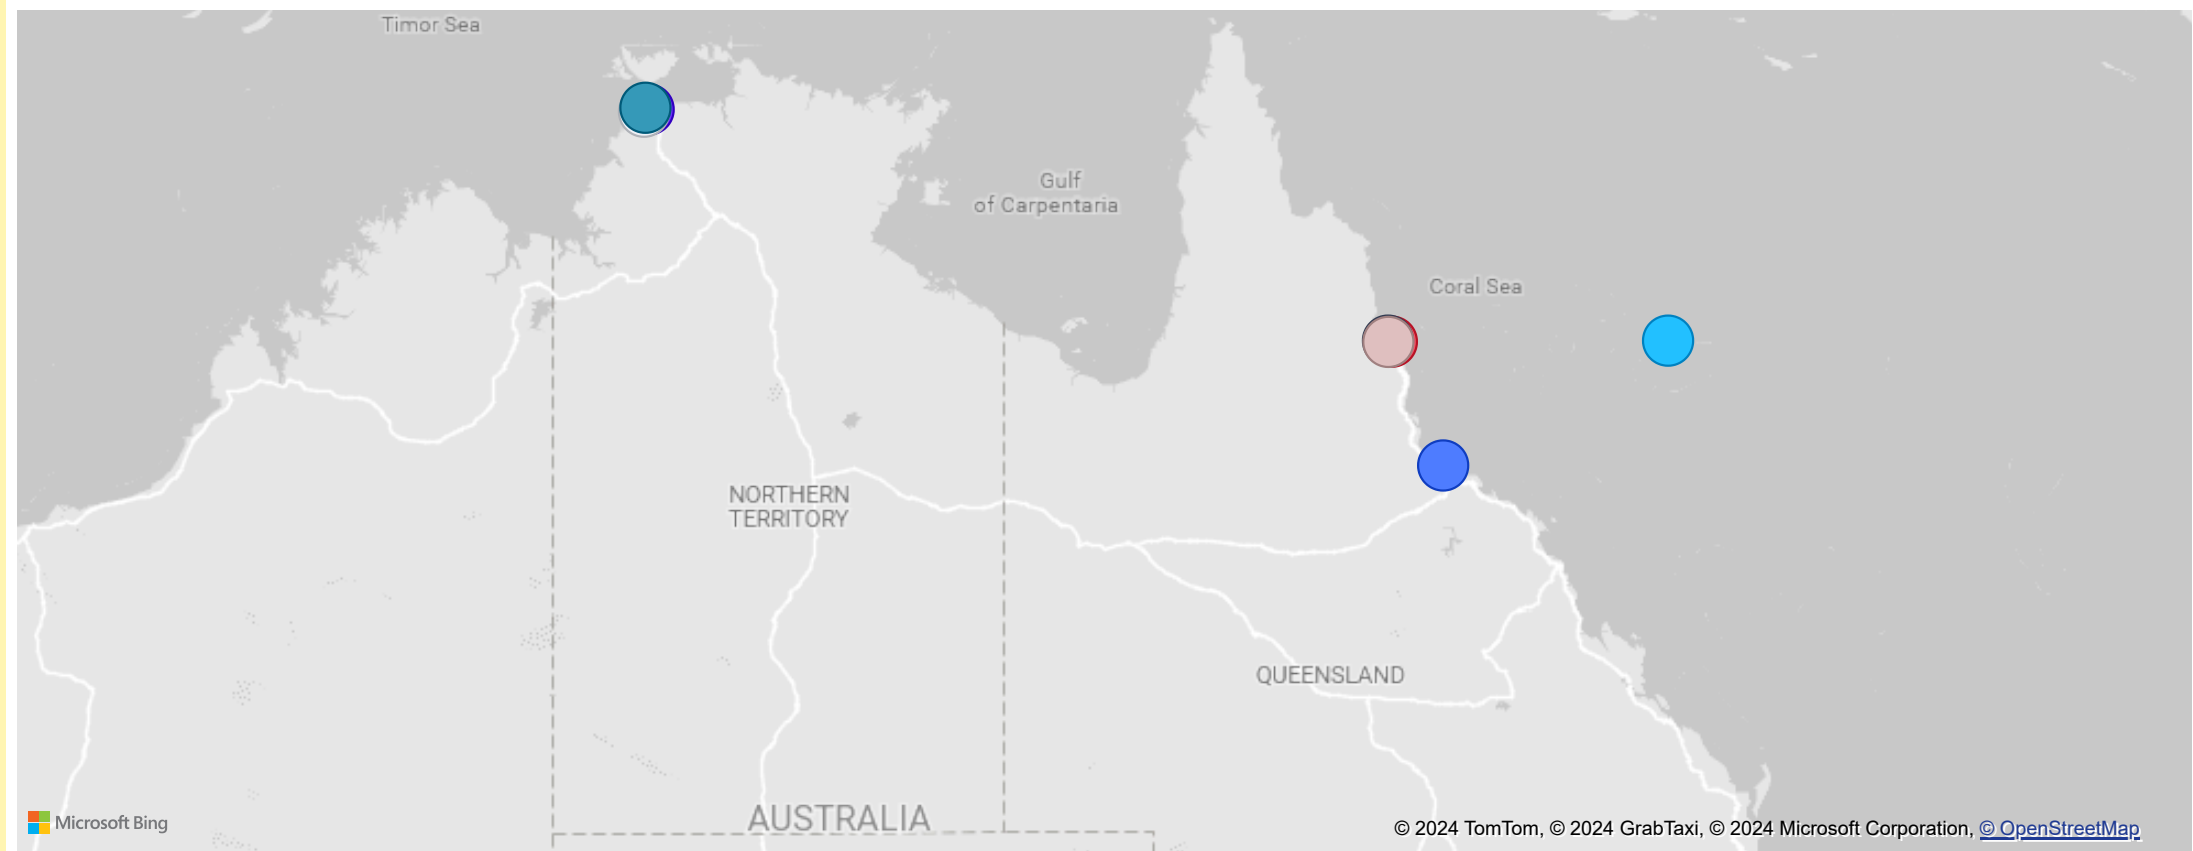 Timor Sea
Gulf
of Carpentaria
Coral Sea
NORTHERN
TERRITORY
QUEENSLAND
AUSTRALIA
Microsoft Bing
© 2024 TomTom, © 2024 GrabTaxi, © 2024 Microsoft Corporation, © OpenStreetMap